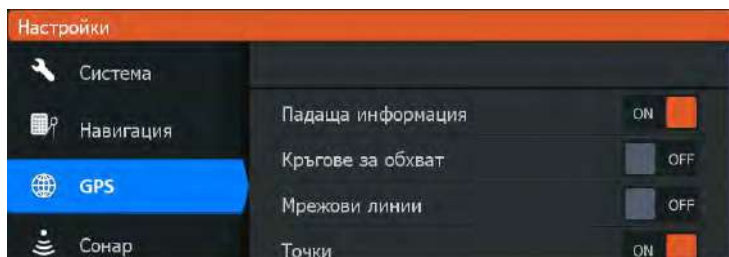 Настройки
Система
Навигация
GPS
Сонар
Падаща информация ON
Кръгове за обхват OFF
Мрежови линии OFF
Точки ON